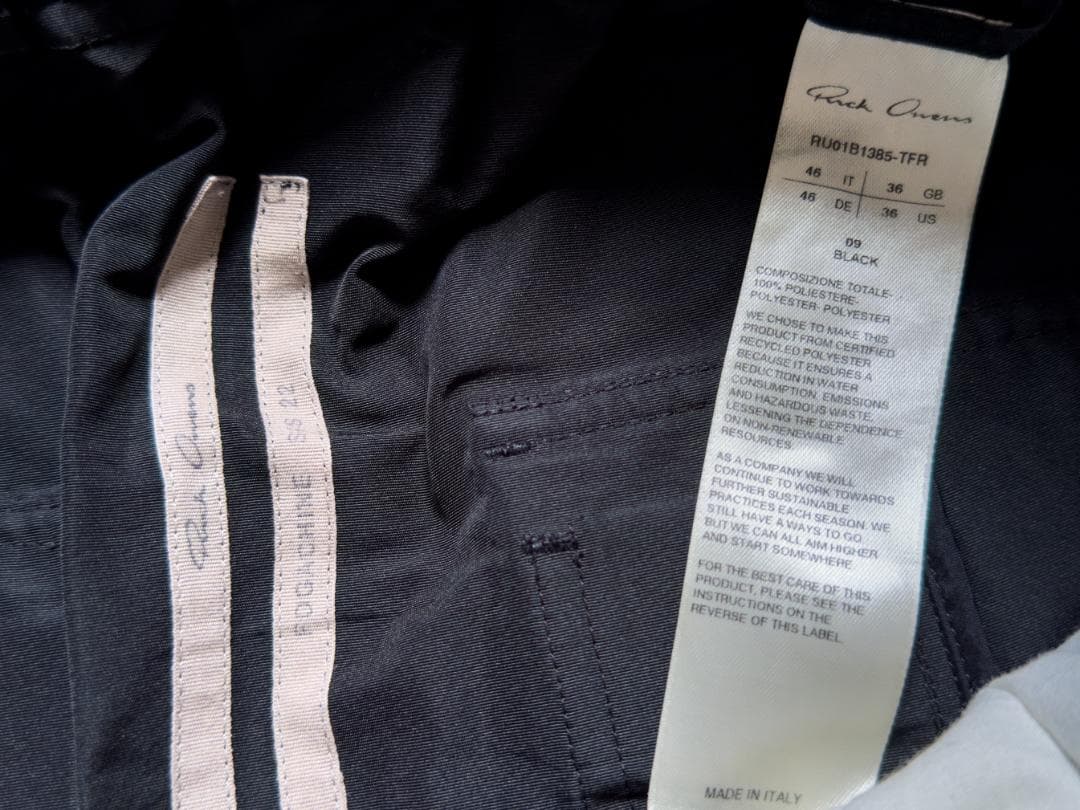 Rick Owens
FOGACHINE SS 22
Rick Owens
RU01B1385-TFR
46 IT 36 GB
46 DE 36 US
09
BLACK
COMPOSIZIONE TOTALE-
100% POLIESTERE-
POLYESTER- POLYESTER
WE CHOSE TO MAKE THIS
PRODUCT FROM CERTIFIED
RECYCLED POLYESTER
BECAUSE IT ENSURES A
REDUCTION IN WATER
CONSUMPTION, EMISSIONS
AND HAZARDOUS WASTE,
LESSENING THE DEPENDENCE
ON NON-RENEWABLE
RESOURCES.
AS A COMPANY WE WILL
CONTINUE TO WORK TOWARDS
FURTHER SUSTAINABLE
PRACTICES EACH SEASON. WE
STILL HAVE A WAYS TO GO
BUT WE CAN ALL AIM HIGHER
AND START SOMEWHERE.
FOR THE BEST CARE OF THIS
PRODUCT, PLEASE SEE THE
INSTRUCTIONS ON THE
REVERSE OF THIS LABEL.
MADE IN ITALY